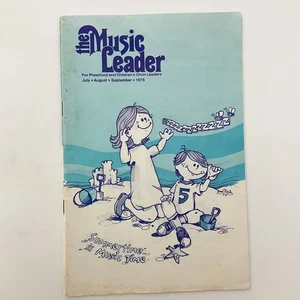 the Music
Leader
For Preschool and Children's Choir Leaders
July • August • September • 1975
5
Summertime
is Music Time